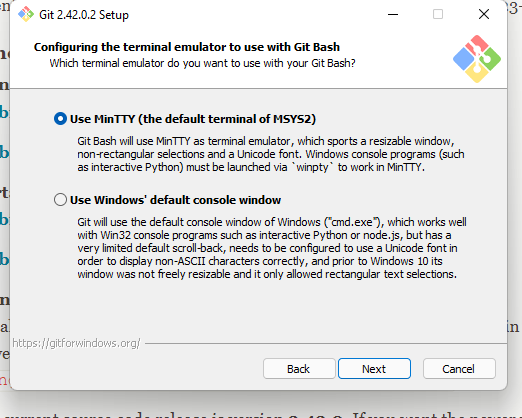 Git 2.42.0.2 Setup
Configuring the terminal emulator to use with Git Bash
Which terminal emulator do you want to use with your Git Bash?
Use MinTTY (the default terminal of MSYS2)
Git Bash will use MinTTY as terminal emulator, which sports a resizable window,
non-rectangular selections and a Unicode font. Windows console programs (such
as interactive Python) must be launched via `winpty` to work in MinTTY.
Use Windows' default console window
Git will use the default console window of Windows ("cmd.exe"), which works well
with Win32 console programs such as interactive Python or node.js, but has a
very limited default scroll-back, needs to be configured to use a Unicode font in
order to display non-ASCII characters correctly, and prior to Windows 10 its
window was not freely resizable and it only allowed rectangular text selections.
https://gitforwindows.org/
Back
Next
Cancel